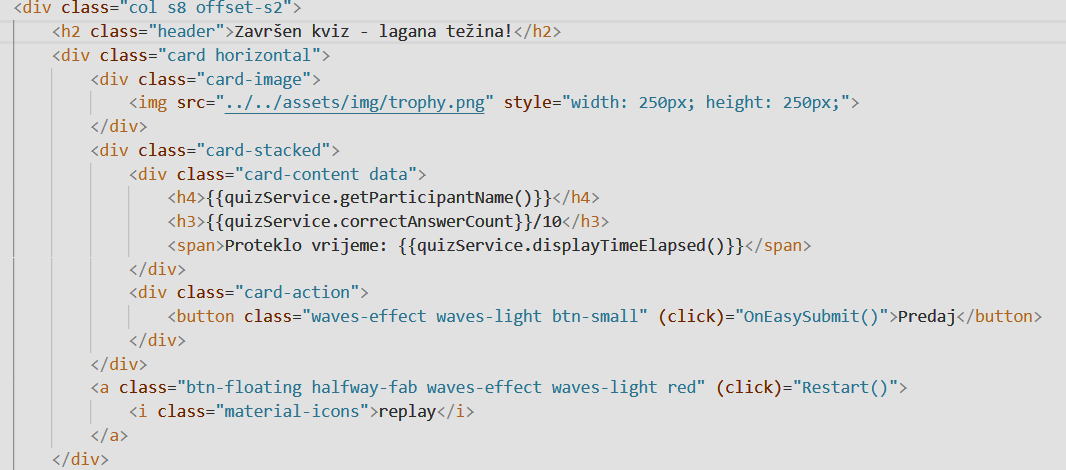 <div class="col s8 offset-s2">
<h2 class="header">Završen kviz - lagana težina!</h2>
<div class="card horizontal">
<div class="card-image">
<img src="../../assets/img/trophy.png" style="width: 250px; height: 250px;">
</div>
<div class="card-stacked">
<div class="card-content data">
<h4>{{quizService.getParticipantName()}}</h4>
<h3>{{quizService.correctAnswerCount}}/10</h3>
<span>Proteklo vrijeme: {{quizService.displayTimeElapsed()}}</span>
</div>
<div class="card-action">
<button class="waves-effect waves-light btn-small" (click)="OnEasySubmit()">Predaj</button>
</div>
</div>
<a class="btn-floating halfway-fab waves-effect waves-light red" (click)="Restart()">
<i class="material-icons">replay</i>
</a>
</div>